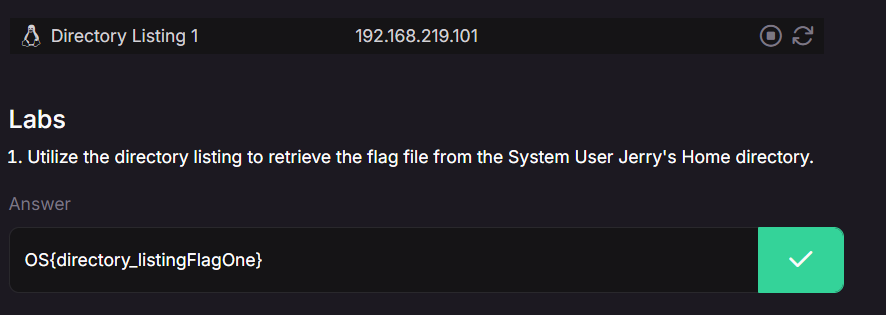 Directory Listing 1 192.168.219.101
Labs
1. Utilize the directory listing to retrieve the flag file from the System User Jerry's Home directory.
Answer
OS{directory_listingFlagOne}